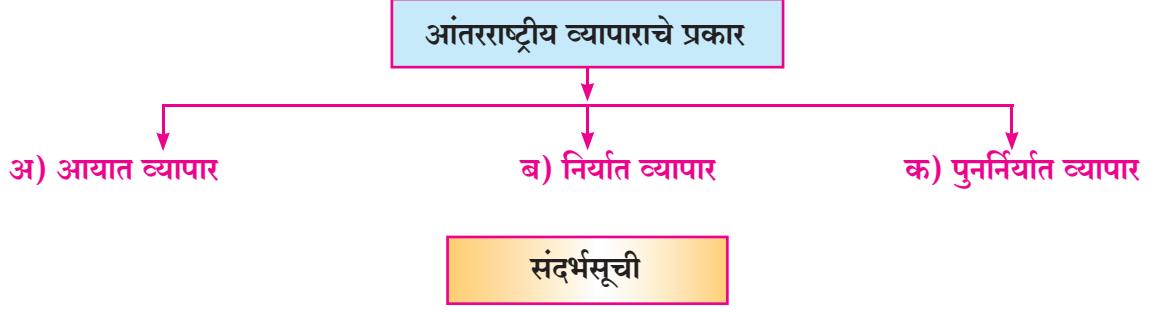 आंतरराष्ट्रीय व्यापाराचे प्रकार
अ) आयात व्यापार ब) निर्यात व्यापार क) पुनर्निर्यात व्यापार
संदर्भसूची